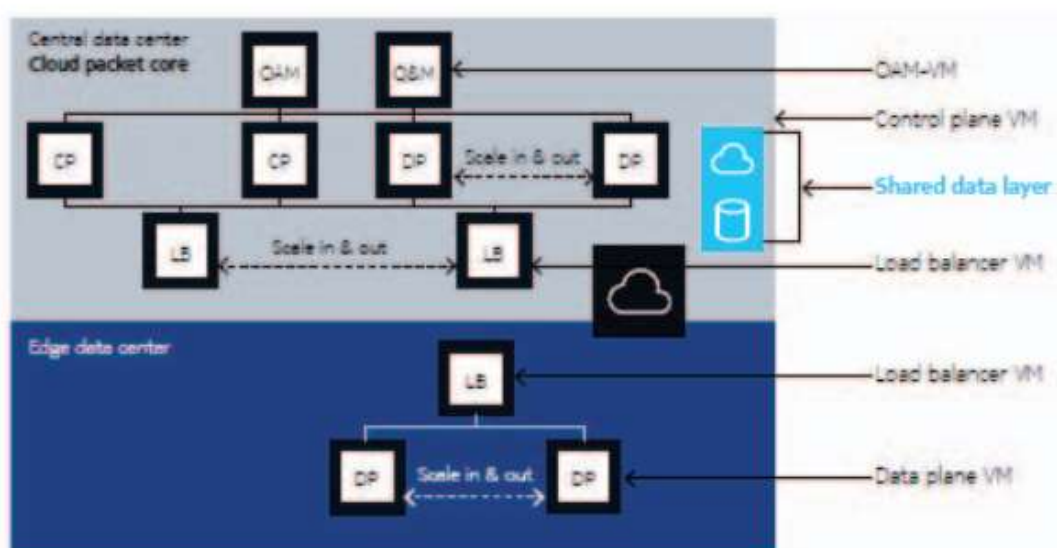 Central data center
Cloud packet core
OAM
O&M
OAM-VM
Control plane VM
CP
CP
DP
Scale in & out
DP
Shared data layer
LB
Scale in & out
LB
Load balancer VM
Edge data center
LB
Load balancer VM
DP
Scale in & out
DP
Data plane VM